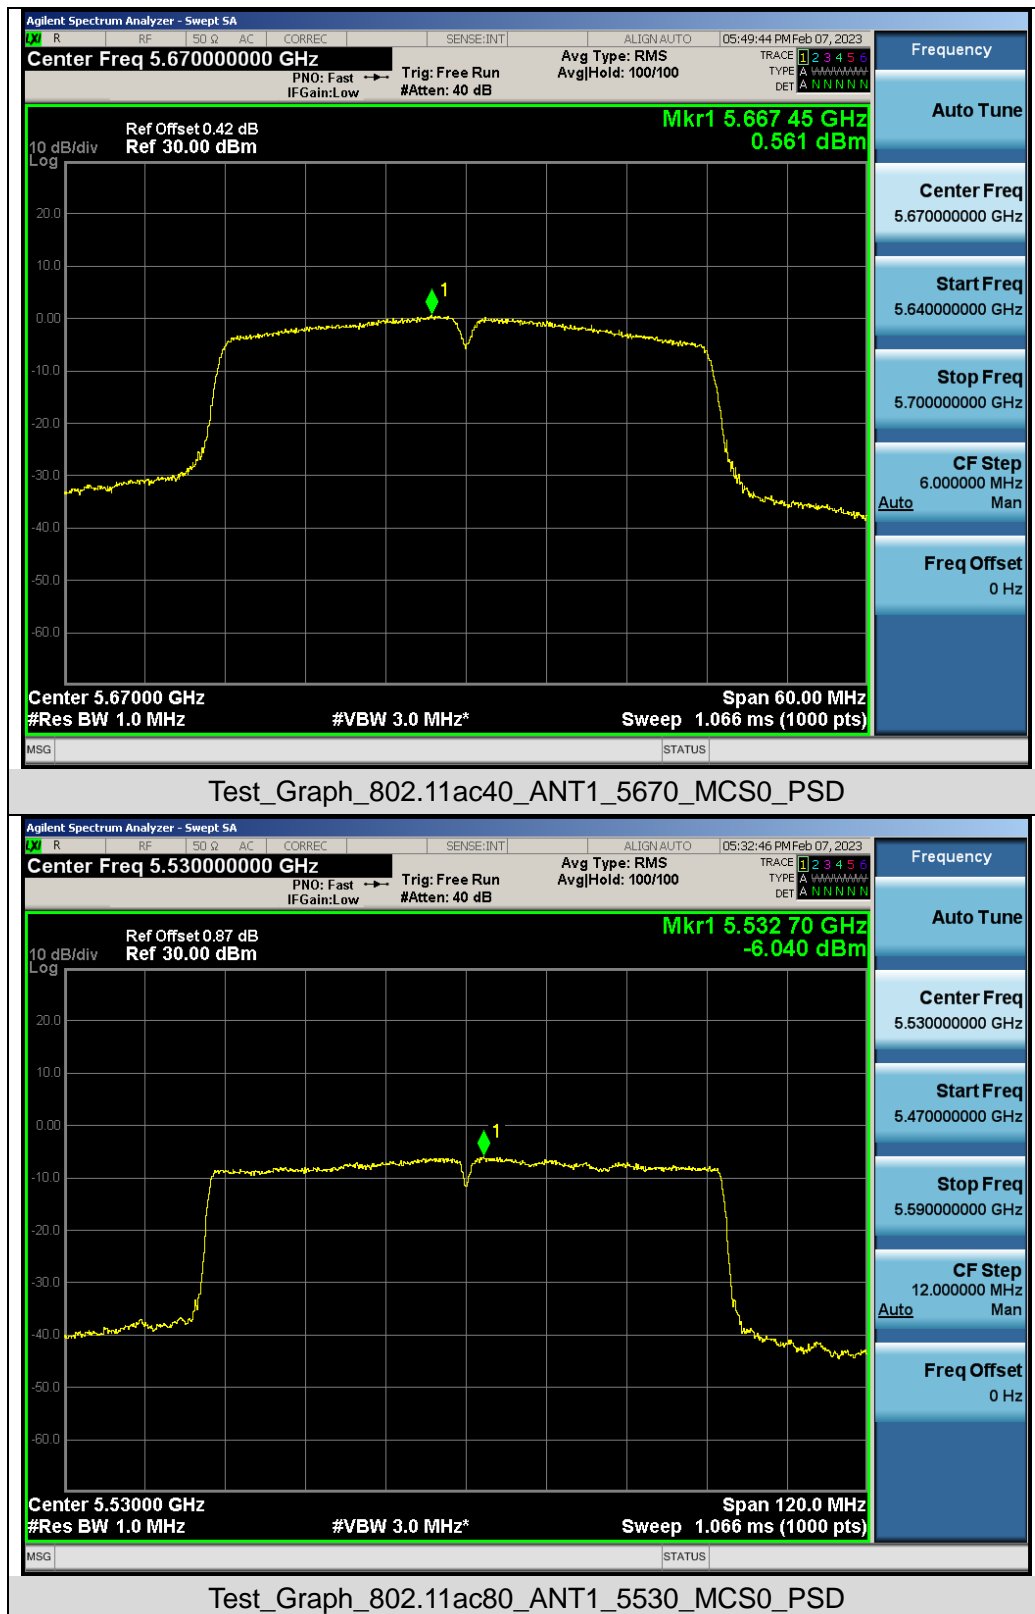 Agilent Spectrum Analyzer - Swept SA
LXI R RF 50 Ω AC CORREC SENSE:INT ALIGN AUTO 05:49:44 PM Feb 07, 2023
Center Freq 5.670000000 GHz
PNO: Fast
IFGain:Low
Trig: Free Run
#Atten: 40 dB
Avg Type: RMS
Avg|Hold: 100/100
TRACE 1 2 3 4 5 6
TYPE A WWWWW
DET A N N N N N
Frequency
Auto Tune
Center Freq
5.670000000 GHz
Start Freq
5.640000000 GHz
Stop Freq
5.700000000 GHz
CF Step
6.000000 MHz
Auto Man
Freq Offset
0 Hz
Mkr1 5.667 45 GHz
0.561 dBm
Ref Offset 0.42 dB
10 dB/div Ref 30.00 dBm
Log
20.0
10.0
0.00
-10.0
-20.0
-30.0
-40.0
-50.0
-60.0
1
Center 5.67000 GHz Span 60.00 MHz
#Res BW 1.0 MHz #VBW 3.0 MHz* Sweep 1.066 ms (1000 pts)
MSG STATUS
Test_Graph_802.11ac40_ANT1_5670_MCS0_PSD
Agilent Spectrum Analyzer - Swept SA
LXI R RF 50 Ω AC CORREC SENSE:INT ALIGN AUTO 05:32:46 PM Feb 07, 2023
Center Freq 5.530000000 GHz
PNO: Fast
IFGain:Low
Trig: Free Run
#Atten: 40 dB
Avg Type: RMS
Avg|Hold: 100/100
TRACE 1 2 3 4 5 6
TYPE A WWWWW
DET A N N N N N
Frequency
Auto Tune
Center Freq
5.530000000 GHz
Start Freq
5.470000000 GHz
Stop Freq
5.590000000 GHz
CF Step
12.000000 MHz
Auto Man
Freq Offset
0 Hz
Mkr1 5.532 70 GHz
-6.040 dBm
Ref Offset 0.87 dB
10 dB/div Ref 30.00 dBm
Log
20.0
10.0
0.00
-10.0
-20.0
-30.0
-40.0
-50.0
-60.0
1
Center 5.53000 GHz Span 120.0 MHz
#Res BW 1.0 MHz #VBW 3.0 MHz* Sweep 1.066 ms (1000 pts)
MSG STATUS
Test_Graph_802.11ac80_ANT1_5530_MCS0_PSD